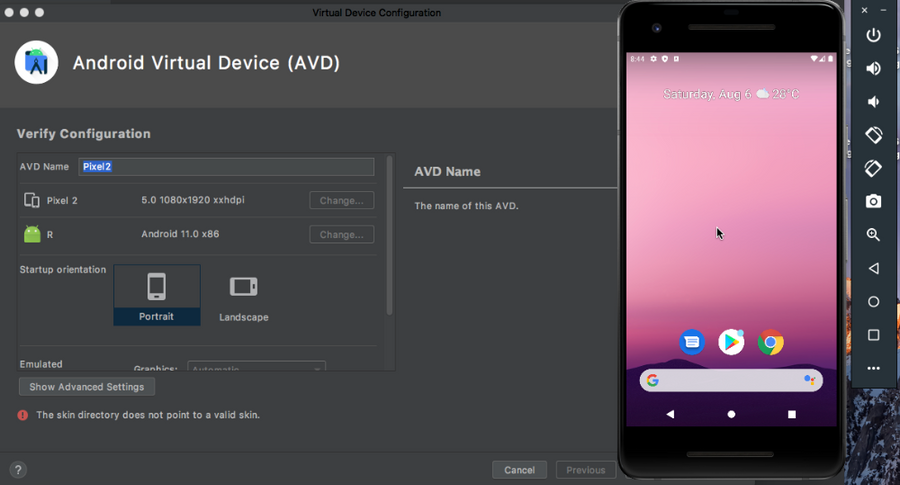 Virtual Device Configuration
Android Virtual Device (AVD)
Verify Configuration
AVD Name
Pixel2
Pixel 2
5.0 1080x1920 xxhdpi
Change...
R
Android 11.0 x86
Change...
Startup orientation
Portrait
Landscape
Emulated
Graphics:
Automatic
Show Advanced Settings
The skin directory does not point to a valid skin.
AVD Name
The name of this AVD.
?
Cancel
Previous
8:44
Saturday, Aug 6
28°C